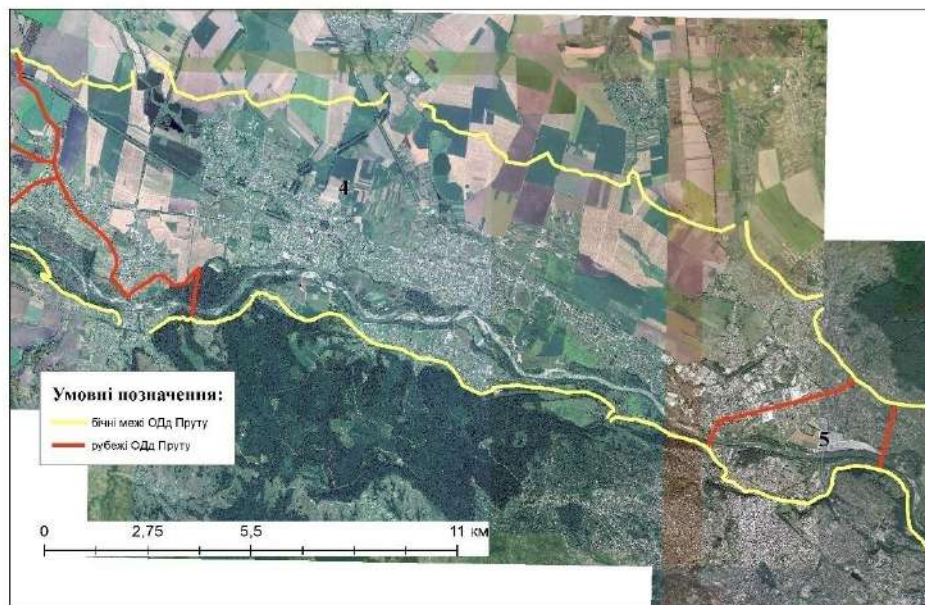 4
Умовні позначення:
бічні межі ОДд Пруту
рубежі ОДд Пруту
5
0 2,75 5,5 11 км